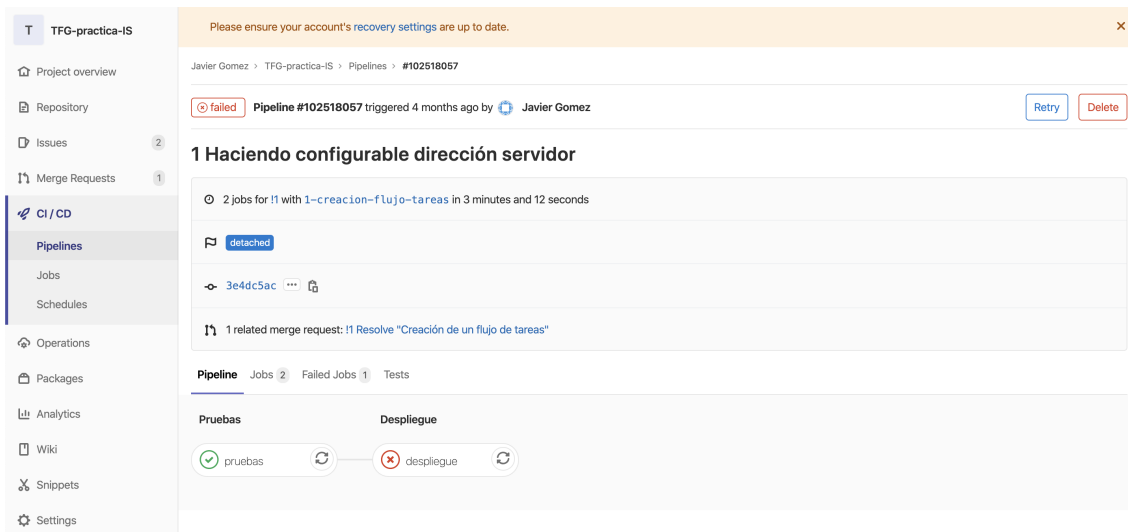 T TFG-practica-IS
Project overview
Repository
Issues 2
Merge Requests 1
CI / CD
Pipelines
Jobs
Schedules
Operations
Packages
Analytics
Wiki
Snippets
Settings
Please ensure your account's recovery settings are up to date.
Javier Gomez > TFG-practica-IS > Pipelines > #102518057
failed Pipeline #102518057 triggered 4 months ago by Javier Gomez Retry Delete
1 Haciendo configurable dirección servidor
2 jobs for !1 with 1-creacion-flujo-tareas in 3 minutes and 12 seconds
detached
3e4dc5ac ...
1 related merge request: !1 Resolve "Creación de un flujo de tareas"
Pipeline Jobs 2 Failed Jobs 1 Tests
Pruebas Despliegue
pruebas despliegue